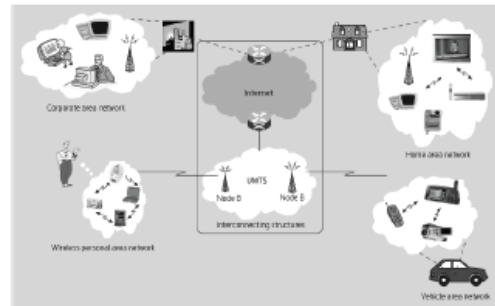 Corporate area network
Internet
Home area network
UMTS
Node B
Node B
Interconnecting structures
Wireless personal area network
Vehicle area network